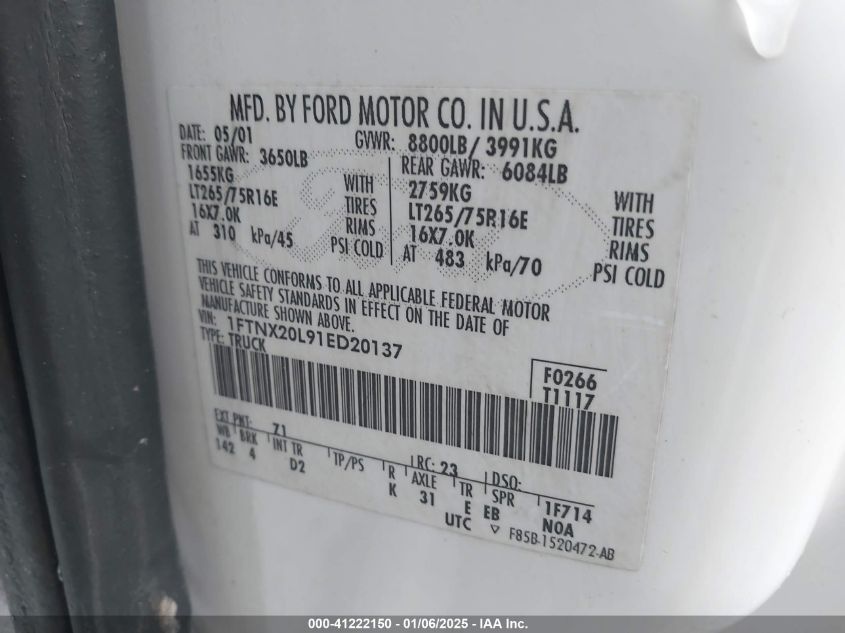 MFD. BY FORD MOTOR CO. IN U.S.A.
DATE: 05/01 GVWR: 8800LB/ 3991KG
FRONT GAWR: 3650LB REAR GAWR: 6084LB
1655KG WITH 2759KG WITH
LT265/75R16E TIRES LT265/75R16E TIRES
16X7.0K RIMS 16X7.0K RIMS
AT 310 kPa/45 PSI COLD AT 483 kPa/70 PSI COLD
THIS VEHICLE CONFORMS TO ALL APPLICABLE FEDERAL MOTOR
VEHICLE SAFETY STANDARDS IN EFFECT ON THE DATE OF
MANUFACTURE SHOWN ABOVE.
VIN: 1FTNX20L91ED20137
TYPE: TRUCK
F0266
T1117
EXT PNT: Z1 RC: 23 DSO:
WB BRK INT TR TP/PS R AXLE TR SPR 1F714
142 4 D2 K 31 E EB NOA
UTC ▽ F85B-1520472-AB
000-41222150 - 01/06/2025 - IAA Inc.